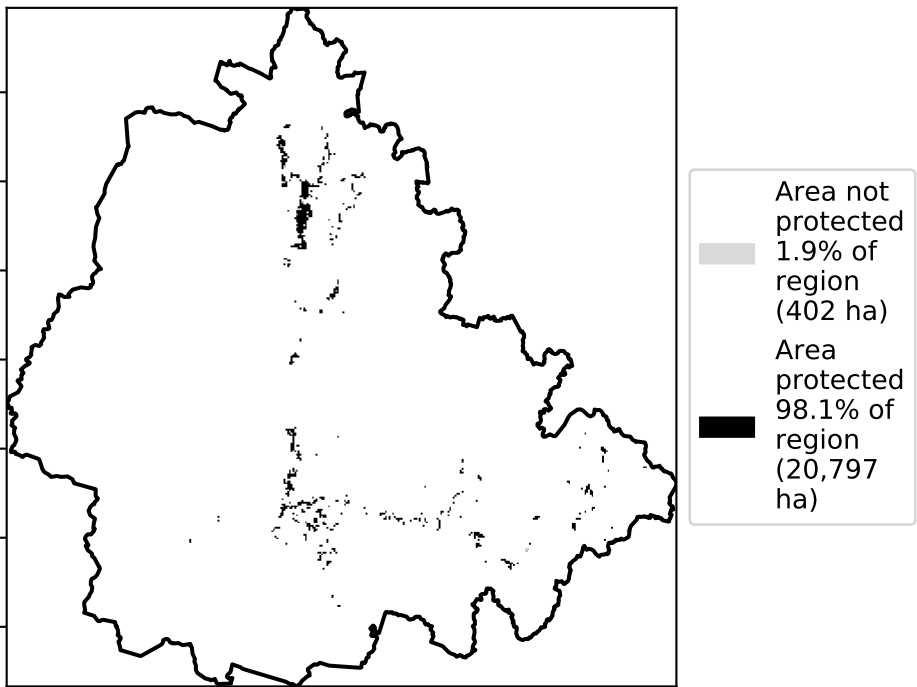 Area not
protected
1.9% of
region
(402 ha)
Area
protected
98.1% of
region
(20,797
ha)